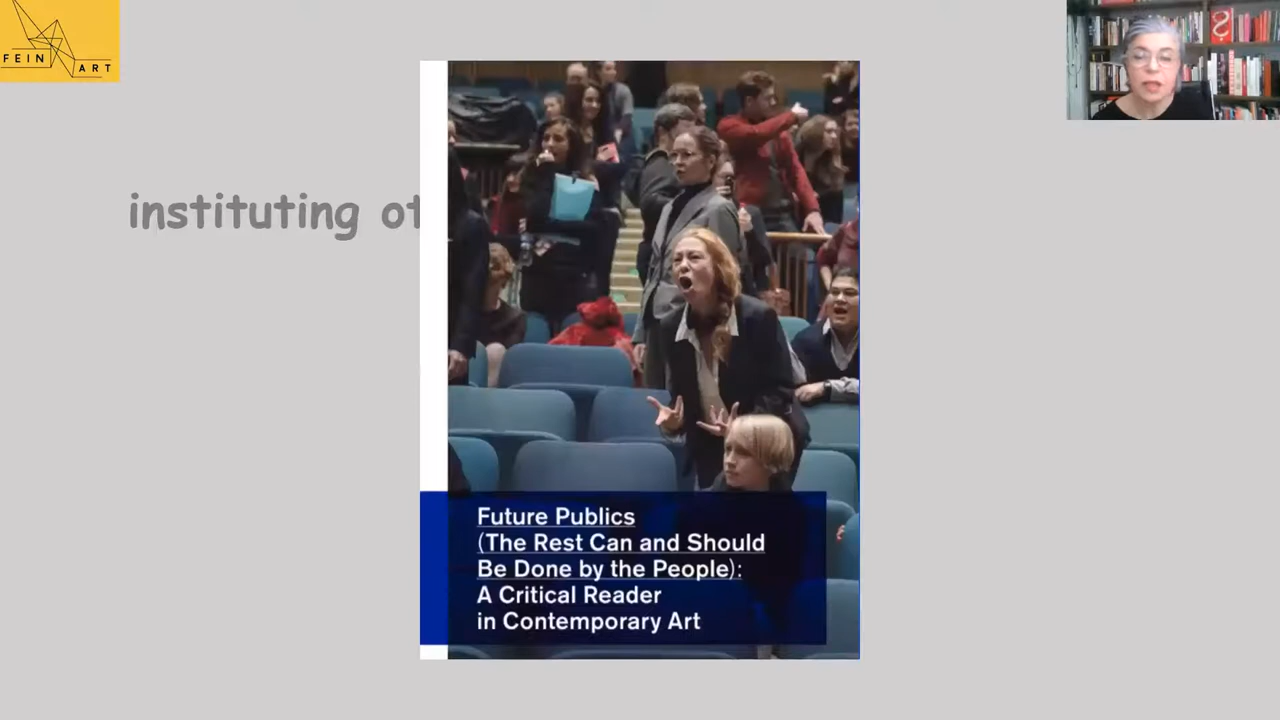 FEIN
ART
instituting
Future Publics
(The Rest Can and Should
Be Done by the People):
A Critical Reader
in Contemporary Art